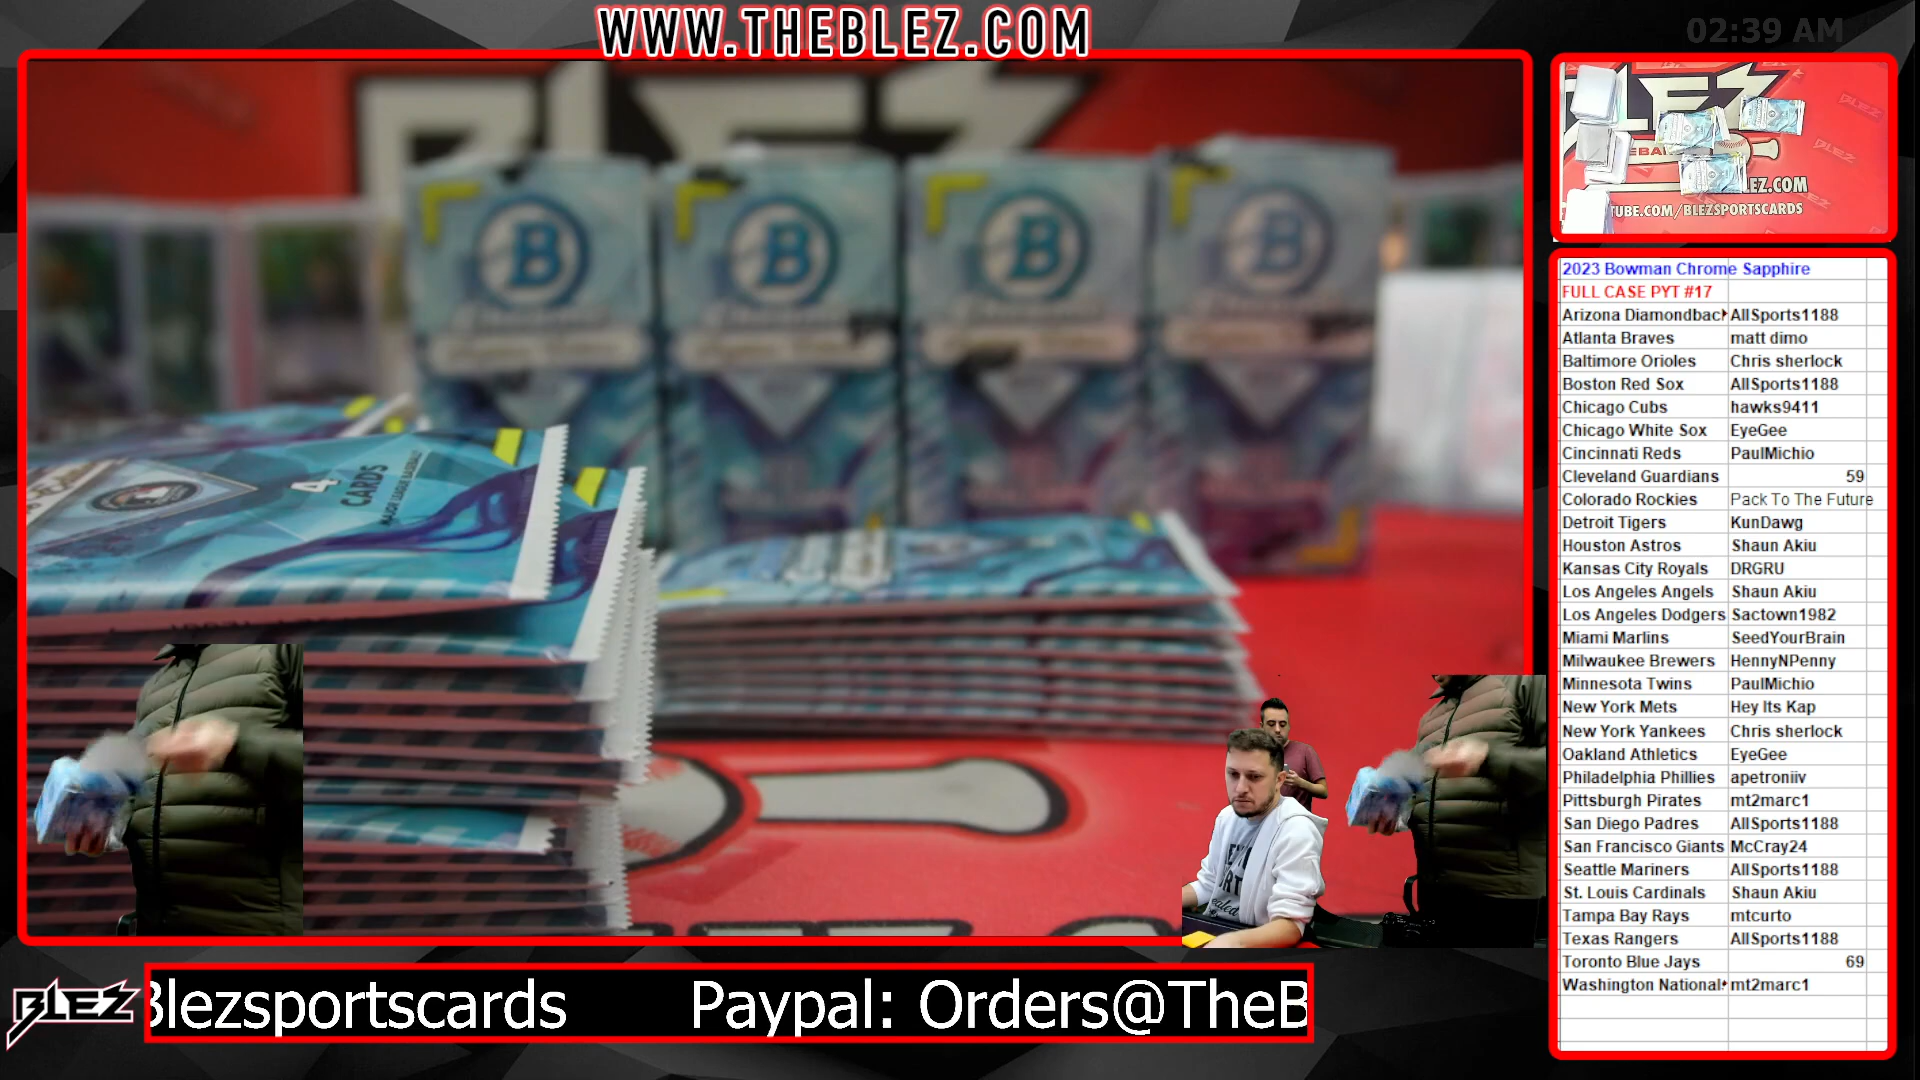 WWW.THEBLEZ.COM
02:39 AM
BLEZ
4
CARDS
MAJOR LEAGUE BASEBALL
B
B
B
B
BLEZ
EZ.COM
TUBE.COM/BLEZSPORTSCARDS
2023 Bowman Chrome Sapphire
FULL CASE PYT #17
Arizona Diamondbac AllSports1188
Atlanta Braves matt dimo
Baltimore Orioles Chris sherlock
Boston Red Sox AllSports1188
Chicago Cubs hawks9411
Chicago White Sox EyeGee
Cincinnati Reds PaulMichio
Cleveland Guardians 59
Colorado Rockies Pack To The Future
Detroit Tigers KunDawg
Houston Astros Shaun Akiu
Kansas City Royals DRGRU
Los Angeles Angels Shaun Akiu
Los Angeles Dodgers Sactown1982
Miami Marlins SeedYourBrain
Milwaukee Brewers HennyNPenny
Minnesota Twins PaulMichio
New York Mets Hey Its Kap
New York Yankees Chris sherlock
Oakland Athletics EyeGee
Philadelphia Phillies apetroniiv
Pittsburgh Pirates mt2marc1
San Diego Padres AllSports1188
San Francisco Giants McCray24
Seattle Mariners AllSports1188
St. Louis Cardinals Shaun Akiu
Tampa Bay Rays mtcurto
Texas Rangers AllSports1188
Toronto Blue Jays 69
Washington National mt2marc1
BLEZ
Blezsportscards Paypal: Orders@TheB